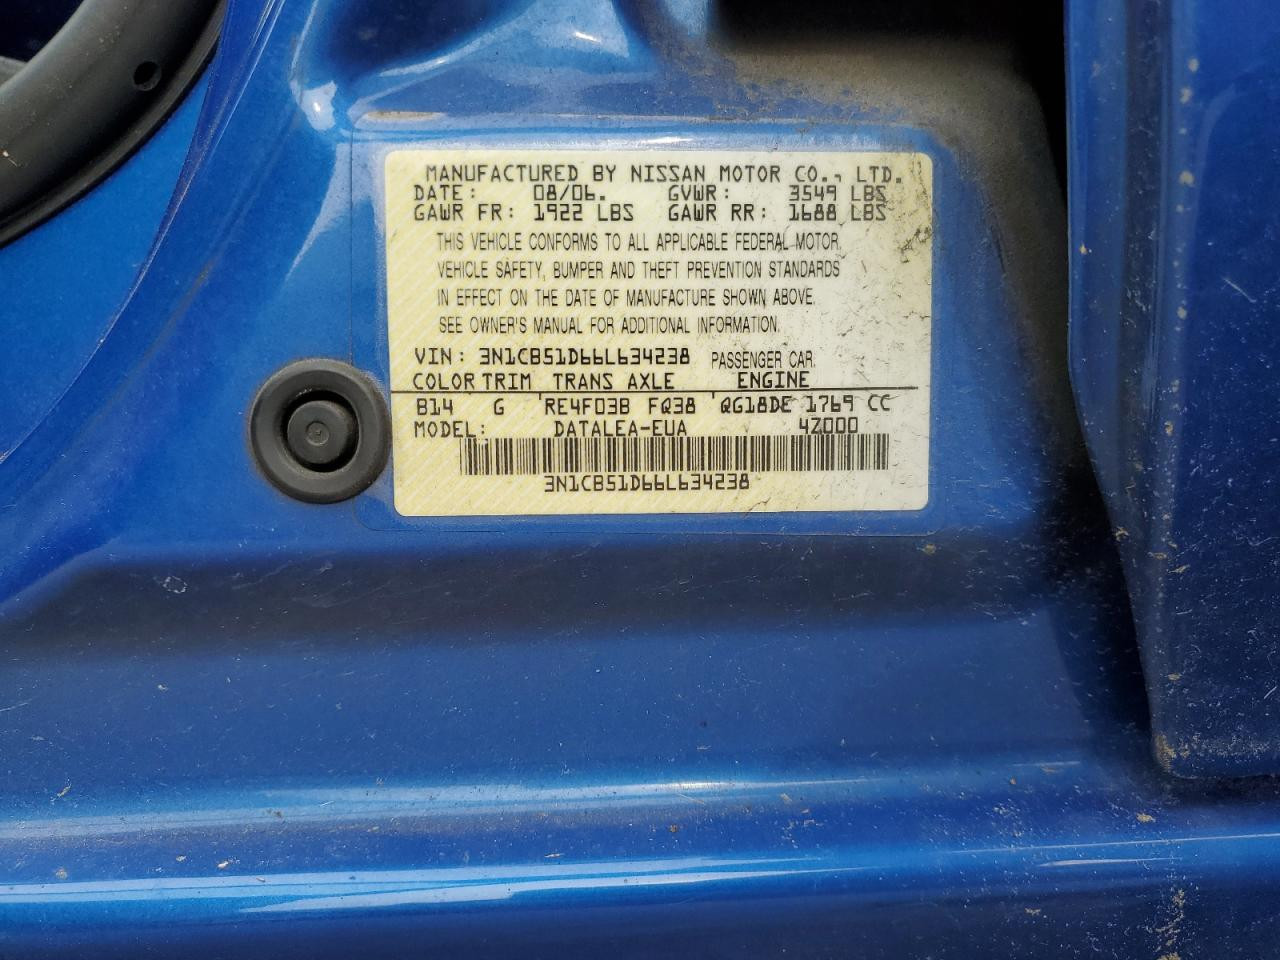 MANUFACTURED BY NISSAN MOTOR CO., LTD.
DATE: 08/06. GVWR: 3549 LBS
GAWR FR: 1922 LBS GAWR RR: 1688 LBS
THIS VEHICLE CONFORMS TO ALL APPLICABLE FEDERAL MOTOR
VEHICLE SAFETY, BUMPER AND THEFT PREVENTION STANDARDS
IN EFFECT ON THE DATE OF MANUFACTURE SHOWN ABOVE.
SEE OWNER'S MANUAL FOR ADDITIONAL INFORMATION.
VIN: 3N1CB51D66L634238 PASSENGER CAR.
COLOR TRIM TRANS AXLE ENGINE
B14 G RE4F03B FQ38 QG18DE 1769 CC
MODEL: DATALEA-EUA 4Z000
3N1CB51D66L634238